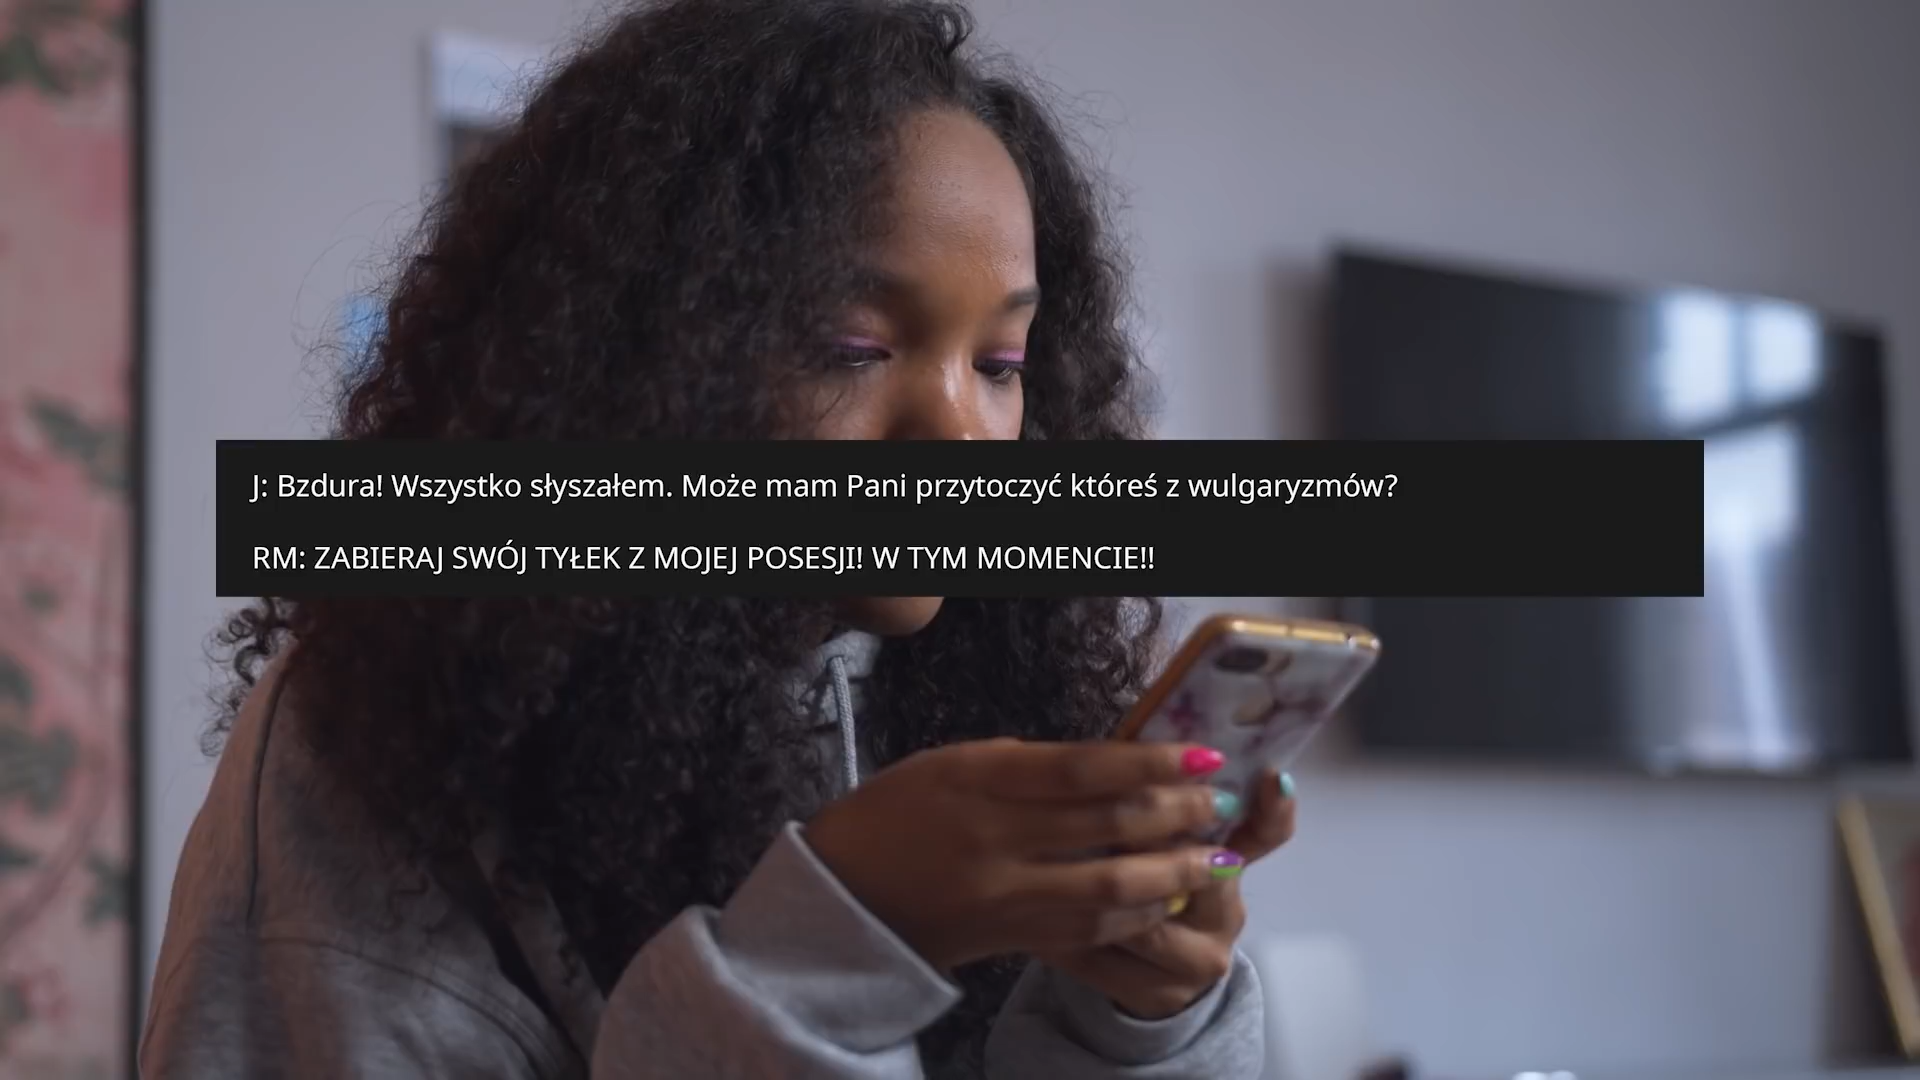 J: Bzdura! Wszystko słyszałem. Może mam Pani przytoczyć któreś z wulgaryzmów?
RM: ZABIERAJ SWÓJ TYŁEK Z MOJEJ POSESJI! W TYM MOMENCIE!!